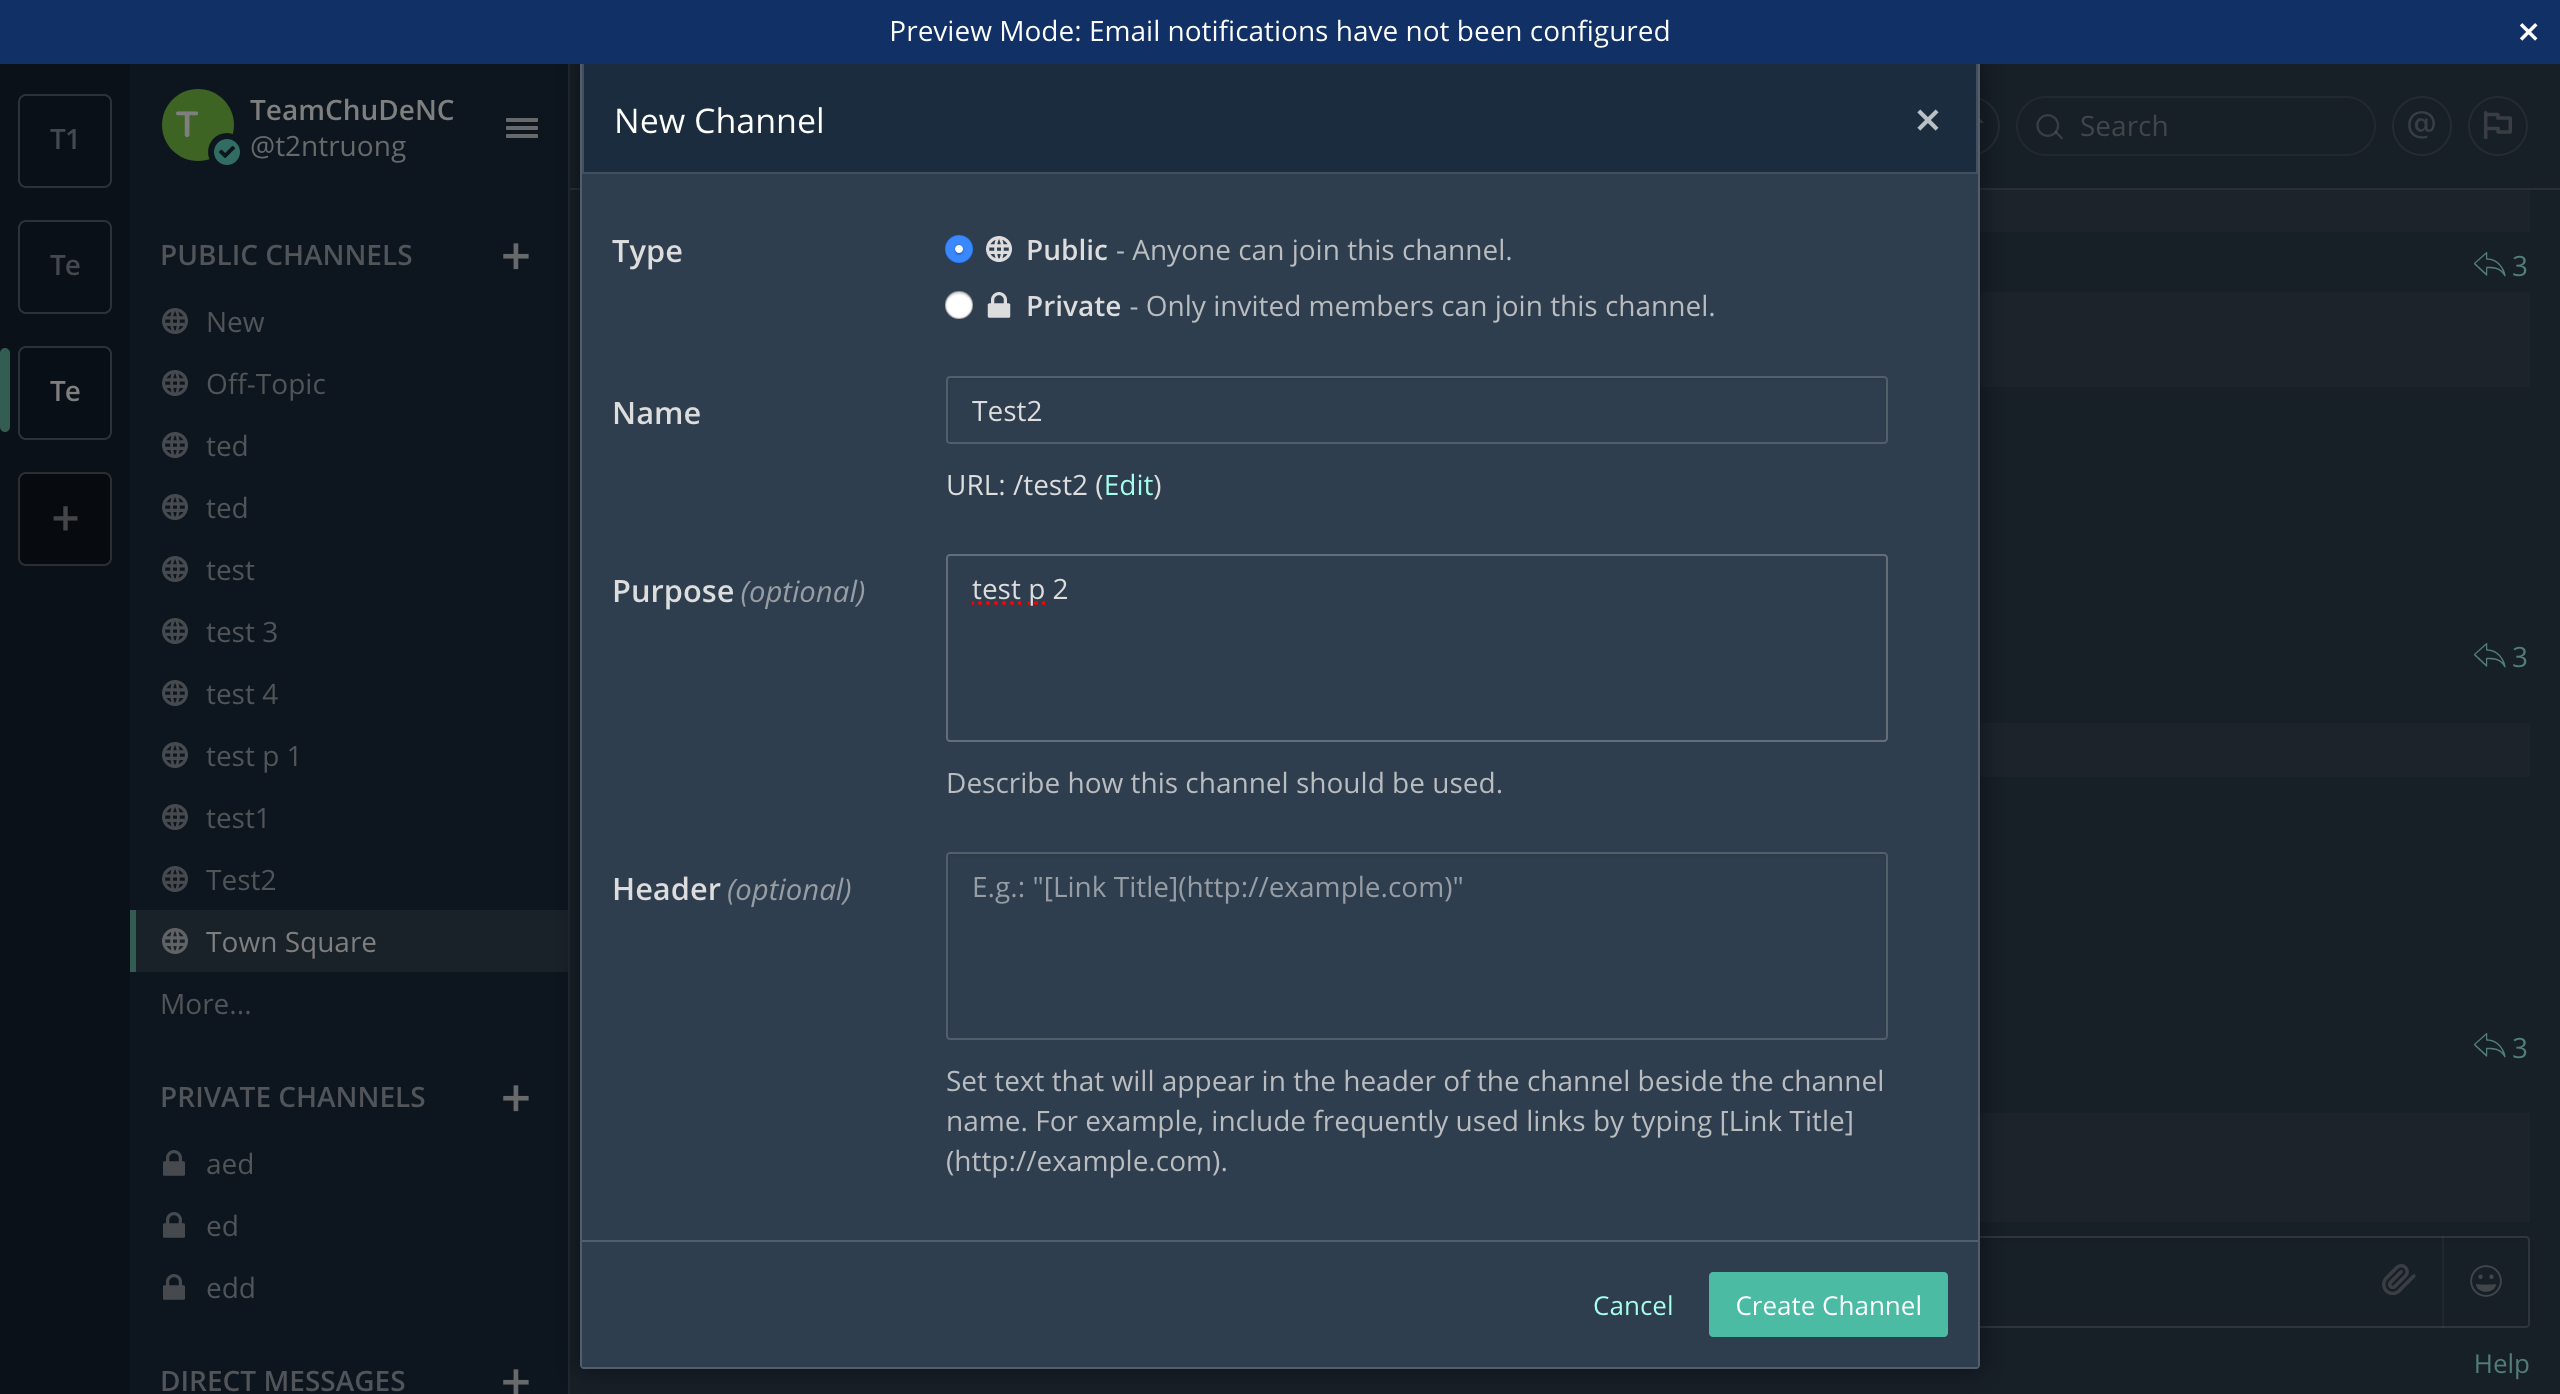 Preview Mode: Email notifications have not been configured
T1
Te
Te
T
TeamChuDeNC
@t2ntruong
PUBLIC CHANNELS
New
Off-Topic
ted
ted
test
test 3
test 4
test p 1
test1
Test2
Town Square
More...
PRIVATE CHANNELS
aed
ed
edd
DIRECT MESSAGES
New Channel
Type
Public - Anyone can join this channel.
Private - Only invited members can join this channel.
Name
Test2
URL: /test2 (Edit)
Purpose (optional)
test p 2
Describe how this channel should be used.
Header (optional)
E.g.: "[Link Title](http://example.com)"
Set text that will appear in the header of the channel beside the channel
name. For example, include frequently used links by typing [Link Title]
(http://example.com).
Cancel
Create Channel
Search
@
3
3
3
Help